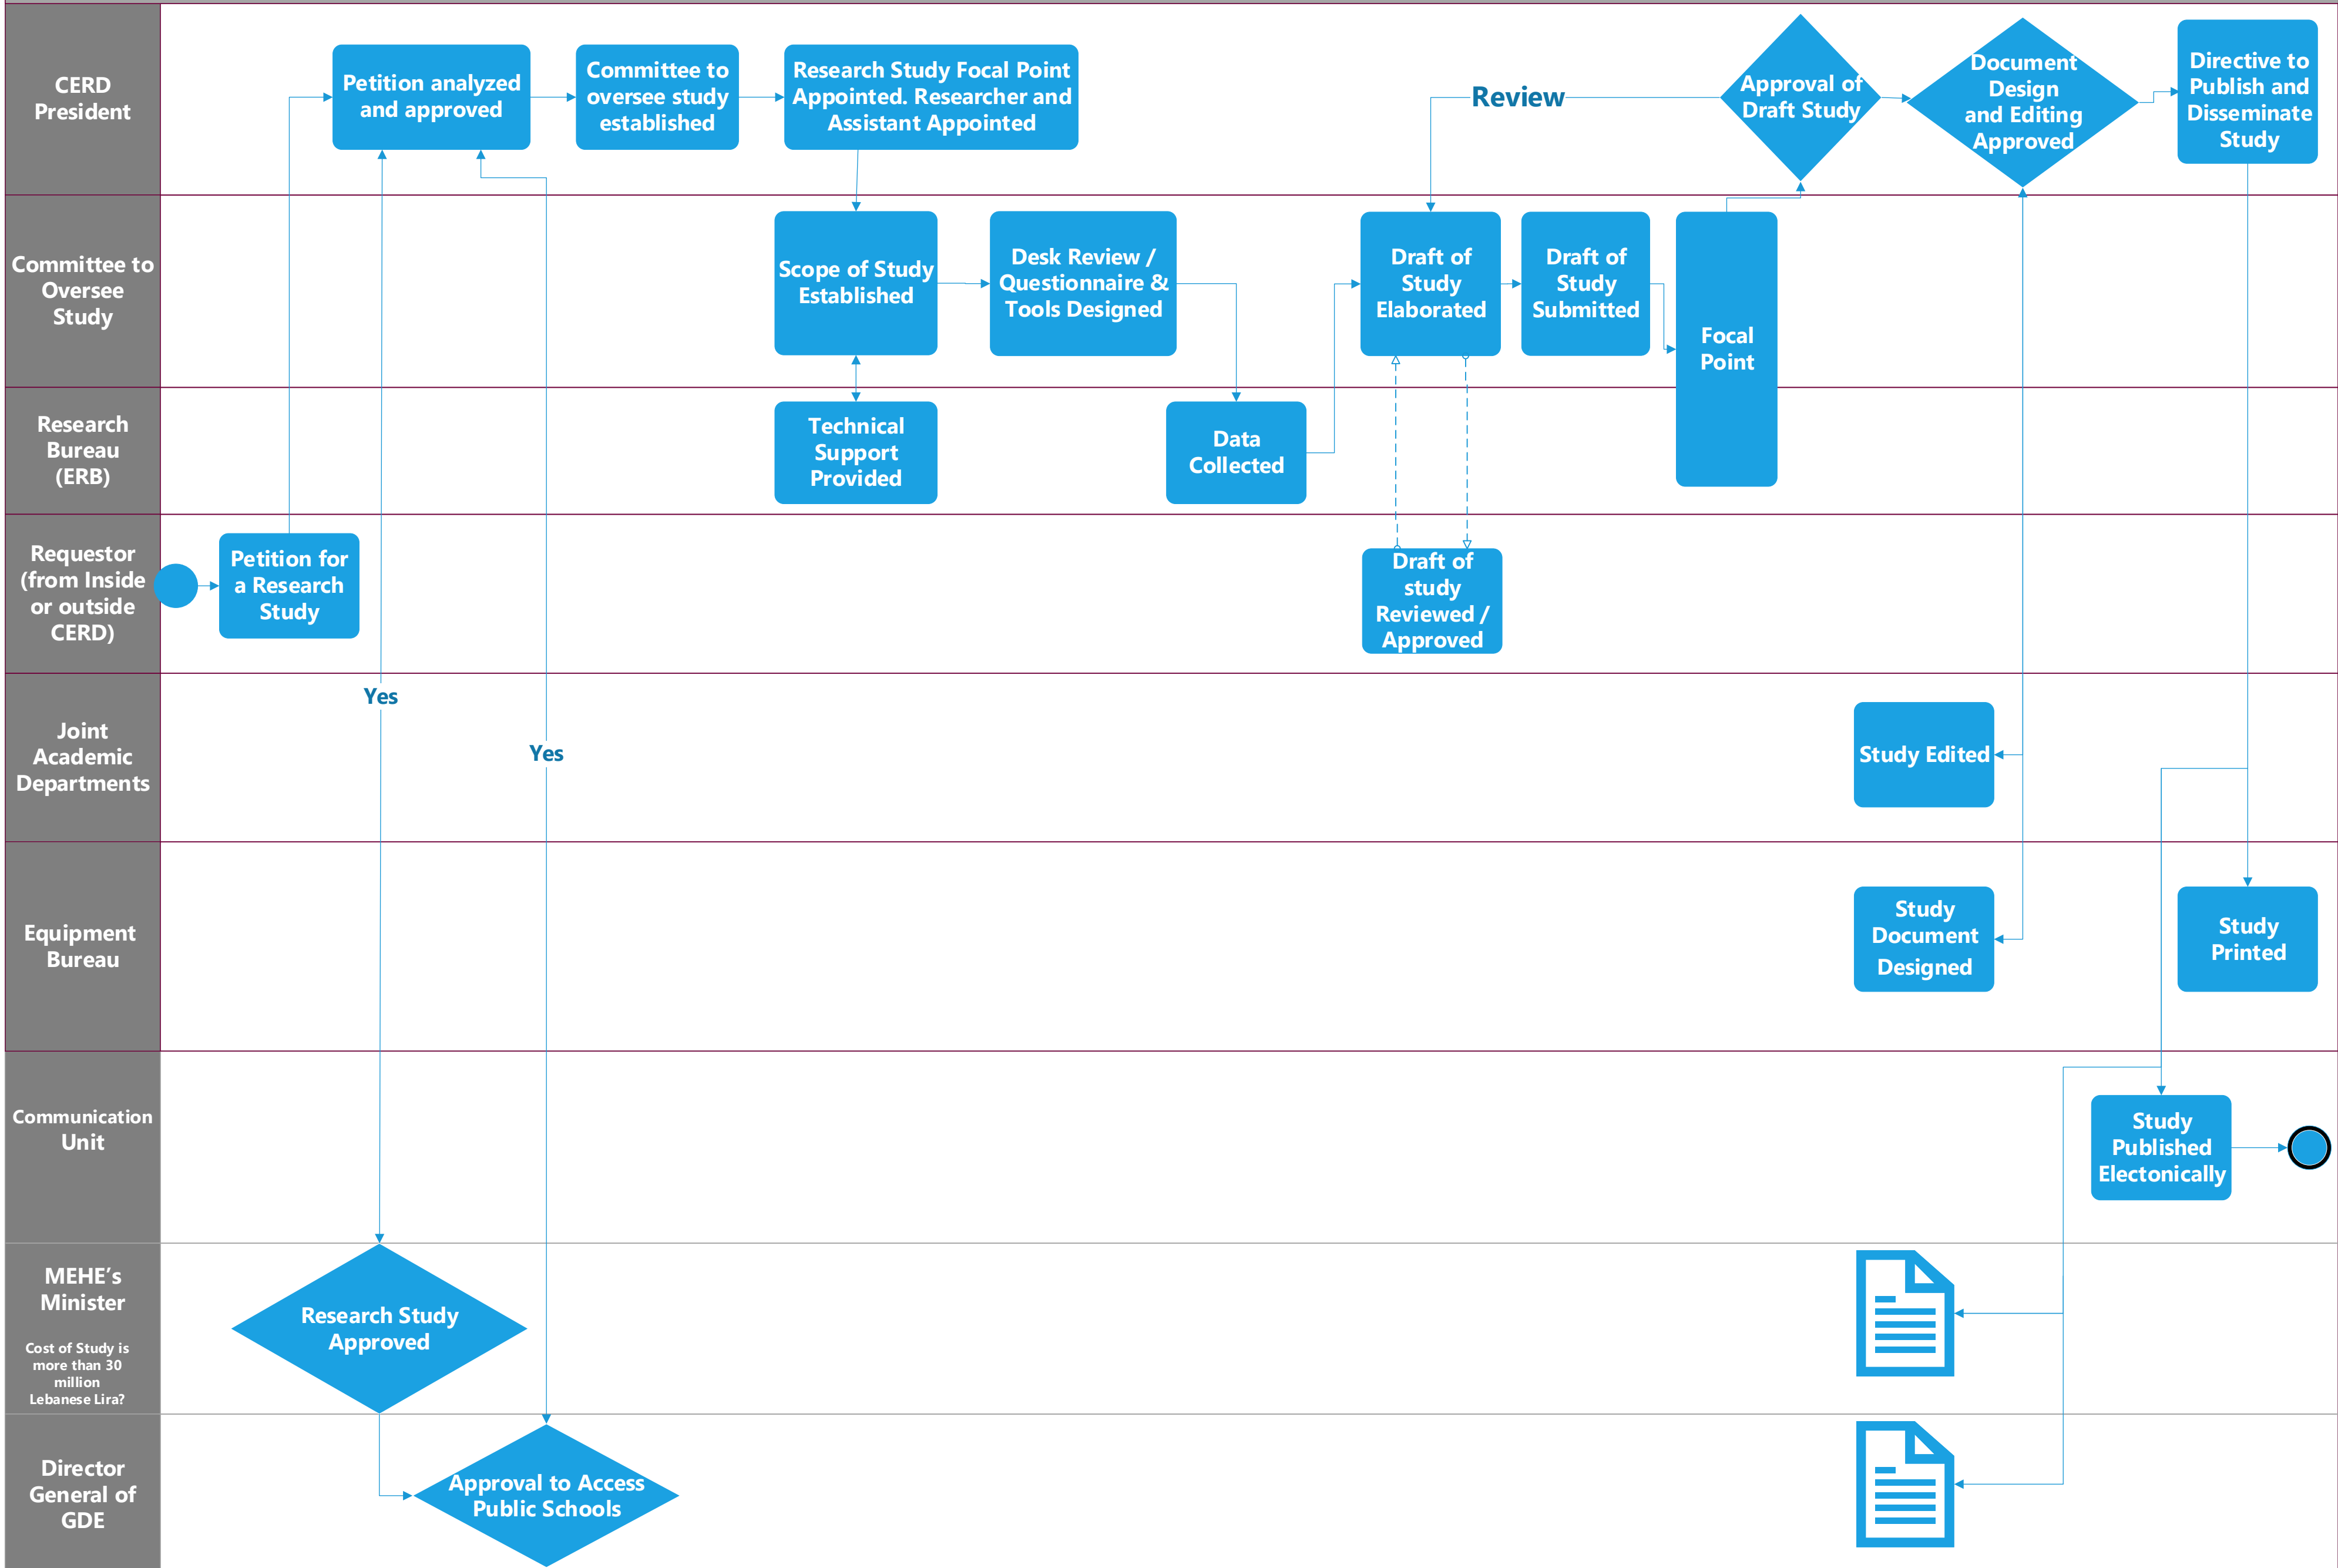 CERD
President
Petition analyzed
and approved
Committee to
oversee study
established
Research Study Focal Point
Appointed. Researcher and
Assistant Appointed
Review
Approval of
Draft Study
Document
Design
and Editing
Approved
Directive to
Publish and
Disseminate
Study
Committee to
Oversee
Study
Scope of Study
Established
Desk Review /
Questionnaire &
Tools Designed
Draft of
Study
Elaborated
Draft of
Study
Submitted
Focal
Point
Research
Bureau
(ERB)
Technical
Support
Provided
Data
Collected
Requestor
(from Inside
or outside
CERD)
Petition for
a Research
Study
Draft of
study
Reviewed /
Approved
Yes
Yes
Joint
Academic
Departments
Study Edited
Equipment
Bureau
Study
Document
Designed
Study
Printed
Communication
Unit
Study
Published
Electonically
MEHE's
Minister
Cost of Study is
more than 30
million
Lebanese Lira?
Research Study
Approved
Director
General of
GDE
Approval to Access
Public Schools